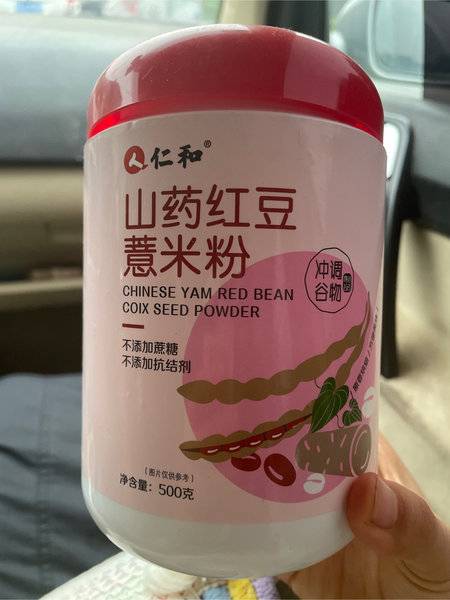 仁和®
山药红豆
薏米粉
CHINESE YAM RED BEAN
COIX SEED POWDER
冲调
谷物
不添加蔗糖
不添加抗结剂
(图片仅供参考)
净含量：500克